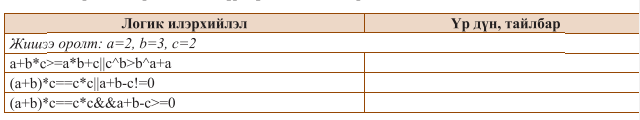 Логик илэрхийлэл Үр дүн, тайлбар
Жишээ оролт: a=2, b=3, c=2
a+b*c>=a*b+c||c^b>b^a+a
(a+b)*c==c*c||a+b-c!=0
(a+b)*c==c*c&&a+b-c>=0